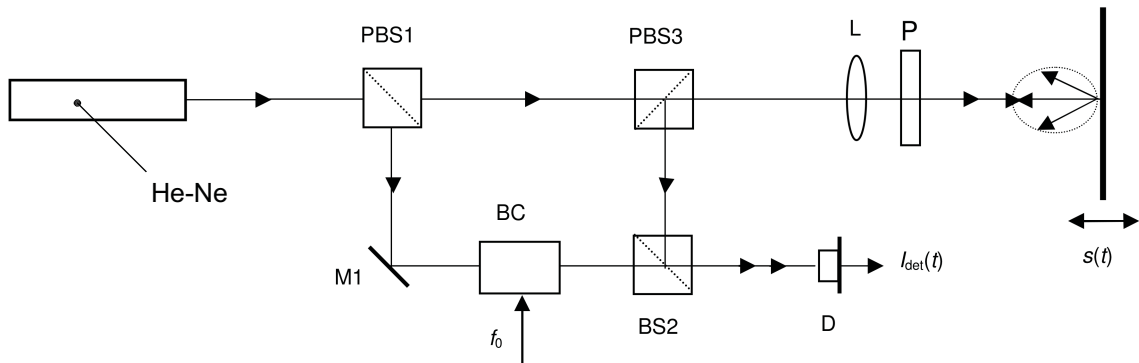 PBS1
PBS3
L
P
He-Ne
BC
M1
f0
BS2
D
Idet(t)
s(t)